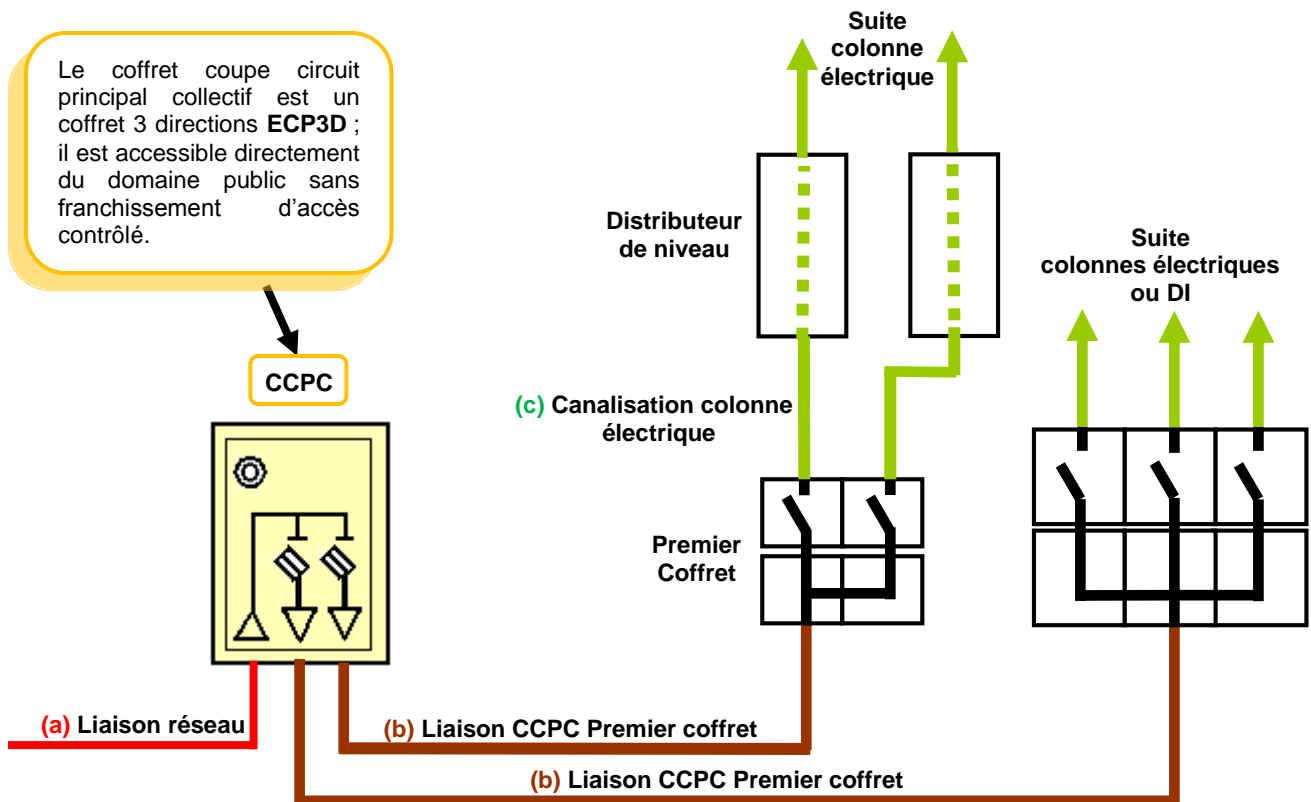 Le coffret coupe circuit
principal collectif est un
coffret 3 directions ECP3D ;
il est accessible directement
du domaine public sans
franchissement d’accès
contrôlé.
CCPC
Suite
colonne
électrique
Distributeur
de niveau
Suite
colonnes électriques
ou DI
(c) Canalisation colonne
électrique
Premier
Coffret
(a) Liaison réseau
(b) Liaison CCPC Premier coffret
(b) Liaison CCPC Premier coffret